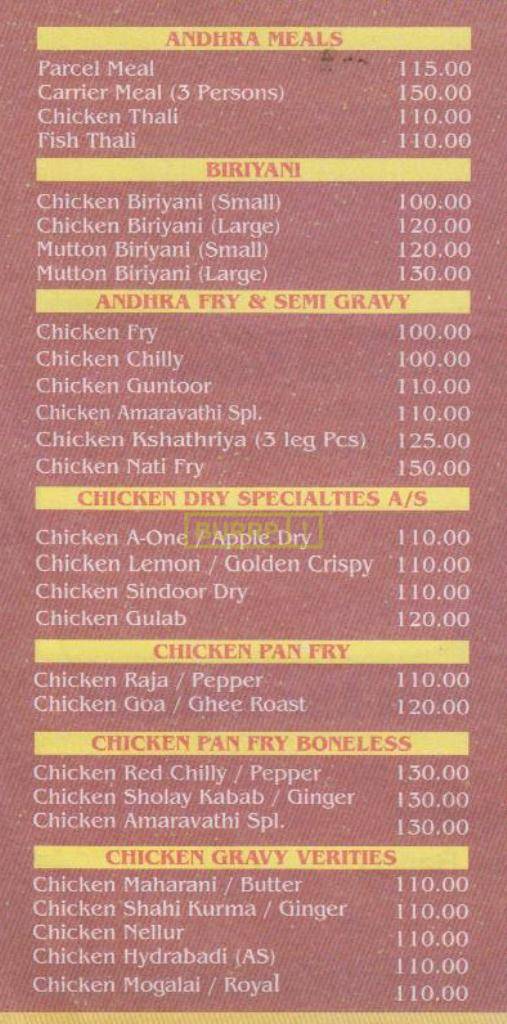 ANDHRA MEALS
Parcel Meal 115.00
Carrier Meal (3 Persons) 150.00
Chicken Thali 110.00
Fish Thali 110.00
BIRIYANI
Chicken Biriyani (Small) 100.00
Chicken Biriyani (Large) 120.00
Mutton Biriyani (Small) 120.00
Mutton Biriyani (Large) 130.00
ANDHRA FRY & SEMI GRAVY
Chicken Fry 100.00
Chicken Chilly 100.00
Chicken Guntoor 110.00
Chicken Amaravathi Spl. 110.00
Chicken Kshathriya (3 leg Pcs) 125.00
Chicken Nati Fry 150.00
CHICKEN DRY SPECIALTIES A/S
BURRP!
Chicken A-One / Apple Dry 110.00
Chicken Lemon / Golden Crispy 110.00
Chicken Sindoor Dry 110.00
Chicken Gulab 120.00
CHICKEN PAN FRY
Chicken Raja / Pepper 110.00
Chicken Goa / Ghee Roast 120.00
CHICKEN PAN FRY BONELESS
Chicken Red Chilly / Pepper 130.00
Chicken Sholay Kabab / Ginger 130.00
Chicken Amaravathi Spl. 130.00
CHICKEN GRAVY VERITIES
Chicken Maharani / Butter 110.00
Chicken Shahi Kurma / Ginger 110.00
Chicken Nellur 110.00
Chicken Hydrabadi (AS) 110.00
Chicken Mogalai / Royal 110.00